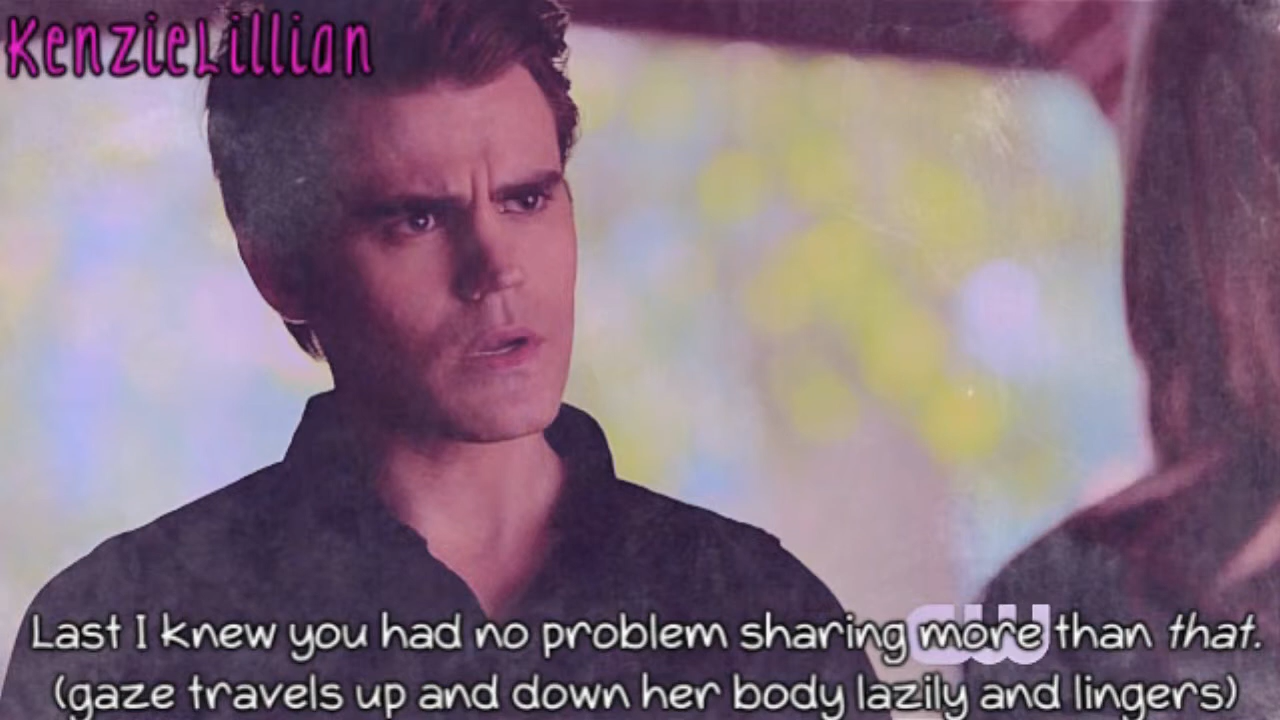 KenzieLillian
Last I knew you had no problem sharing more than that.
(gaze travels up and down her body lazily and lingers)
CW